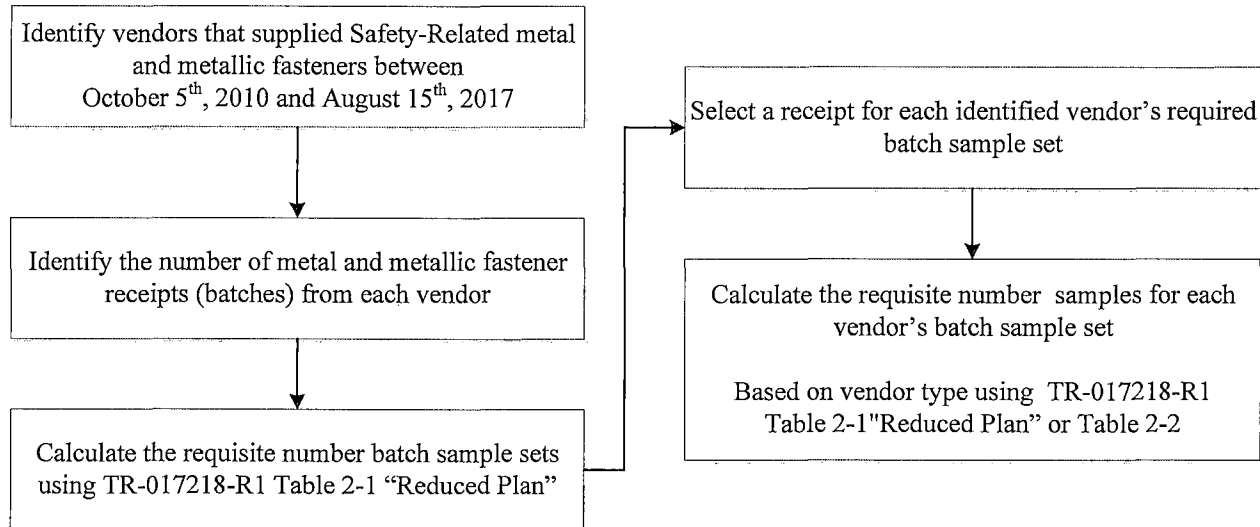 Identify vendors that supplied Safety-Related metal
and metallic fasteners between
October 5th, 2010 and August 15th, 2017
Identify the number of metal and metallic fastener
receipts (batches) from each vendor
Calculate the requisite number batch sample sets
using TR-017218-R1 Table 2-1 “Reduced Plan”
Select a receipt for each identified vendor’s required
batch sample set
Calculate the requisite number samples for each
vendor’s batch sample set
Based on vendor type using TR-017218-R1
Table 2-1"Reduced Plan” or Table 2-2